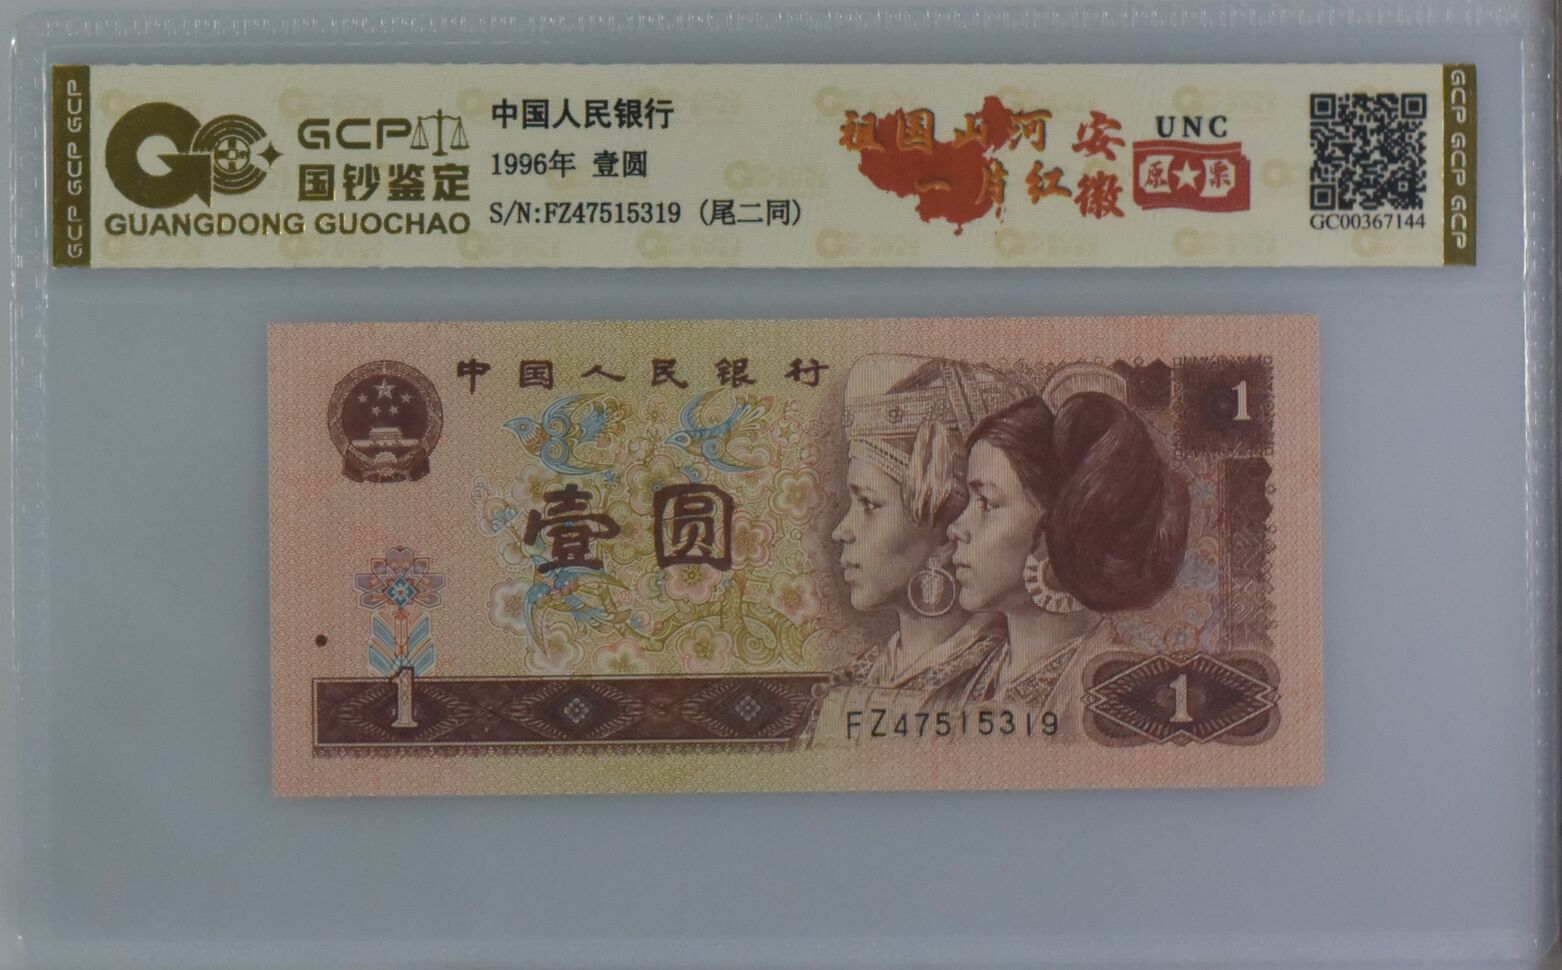 GCP GCP GCP
GCP
国钞鉴定
GUANGDONG GUOCHAO
中国人民银行
1996年 壹圆
S/N:FZ47515319 (尾二同)
祖国山河
一片红
安徽
UNC
原★票
GC00367144
GCP GCP GCP
中国人民银行
1
壹圆
1
FZ47515319
1